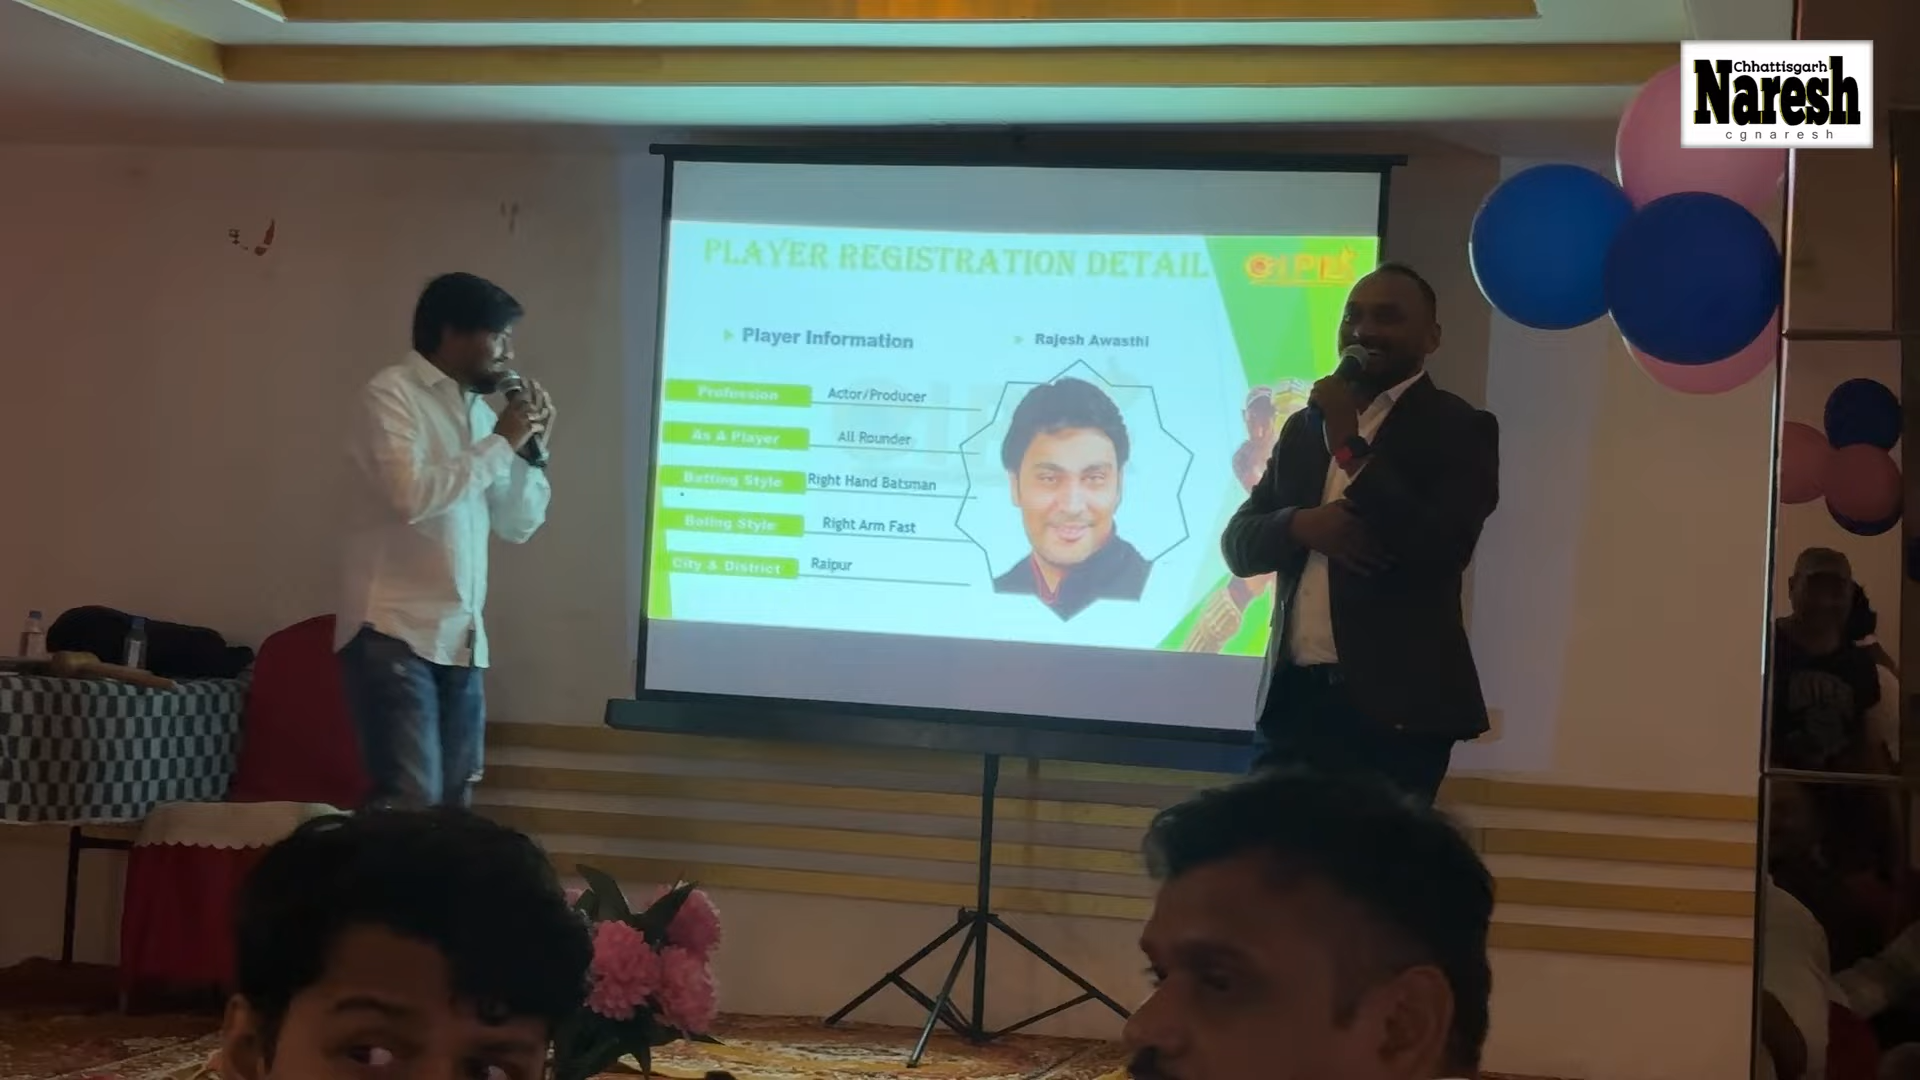 Chhattisgarh
Naresh
cgnaresh
PLAYER REGISTRATION DETAIL
Player Information
Rajesh Awasthi
Profession Actor/Producer
As A Player All Rounder
Batting Style Right Hand Batsman
Boling Style Right Arm Fast
City & District Raipur